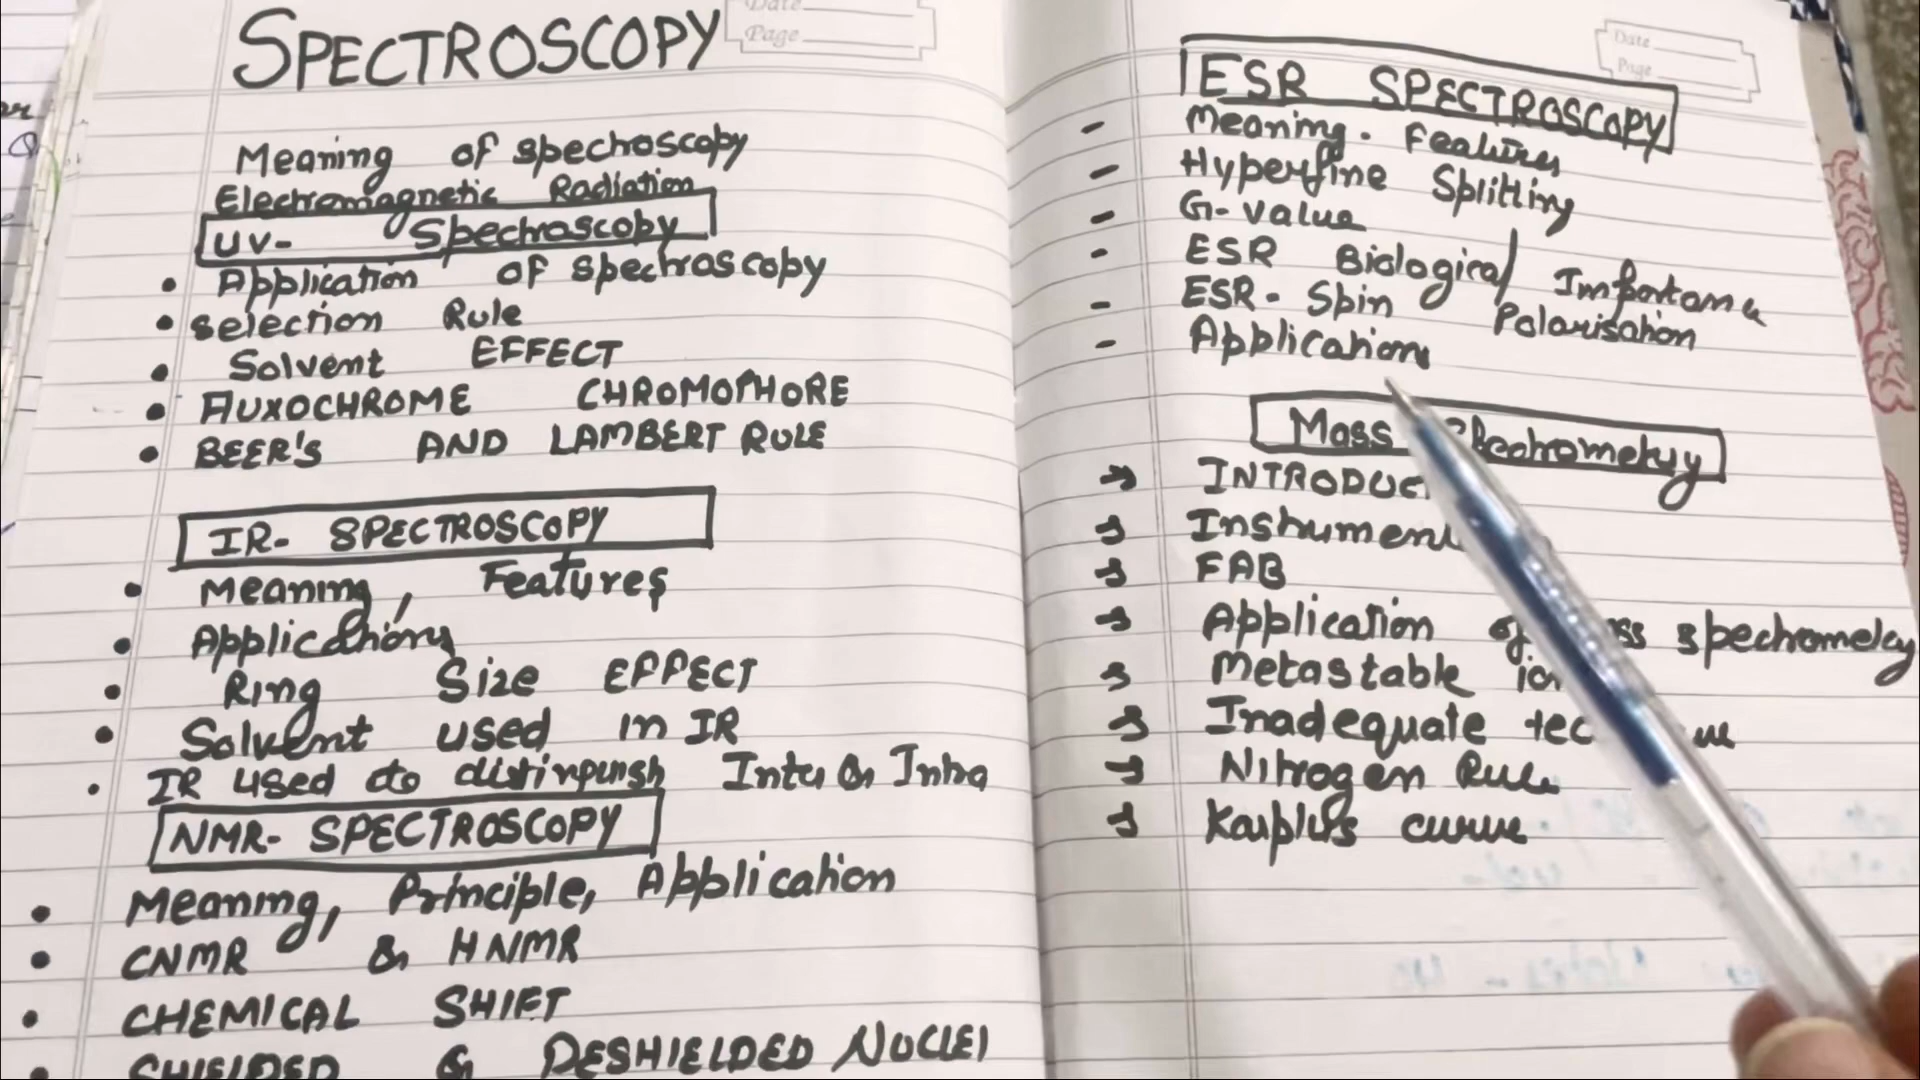 SPECTROSCOPY
Date
Page
Meaning of spectroscopy
Electromagnetic Radiation
UV- Spectroscopy
Application of spectroscopy
Selection Rule
Solvent EFFECT
AUXOCHROME CHROMOPHORE
BEER'S AND LAMBERT RULE
IR- SPECTROSCOPY
Meaning, Features
Applications
Ring Size EFFECT
Solvent used in IR
IR used to Inter & Intra
NMR- SPECTROSCOPY
Meaning, Principle, Application
CNMR & HNMR
CHEMICAL SHIFT
SHIELDED & DESHIELDED NUCLEI
Date
Page
ESR SPECTROSCOPY
- Meaning. Features
- Hyperfine Splitting
- G-value
- ESR Biological Importance
- ESR- Spin Polarisation
- Applications
Mass
→ INTRODUC
→ Instrument
→ FAB
→ Application of spectrometry
→ Metastable
→ Inadequate
→ Nitrogen Rule
→ Karplus curve